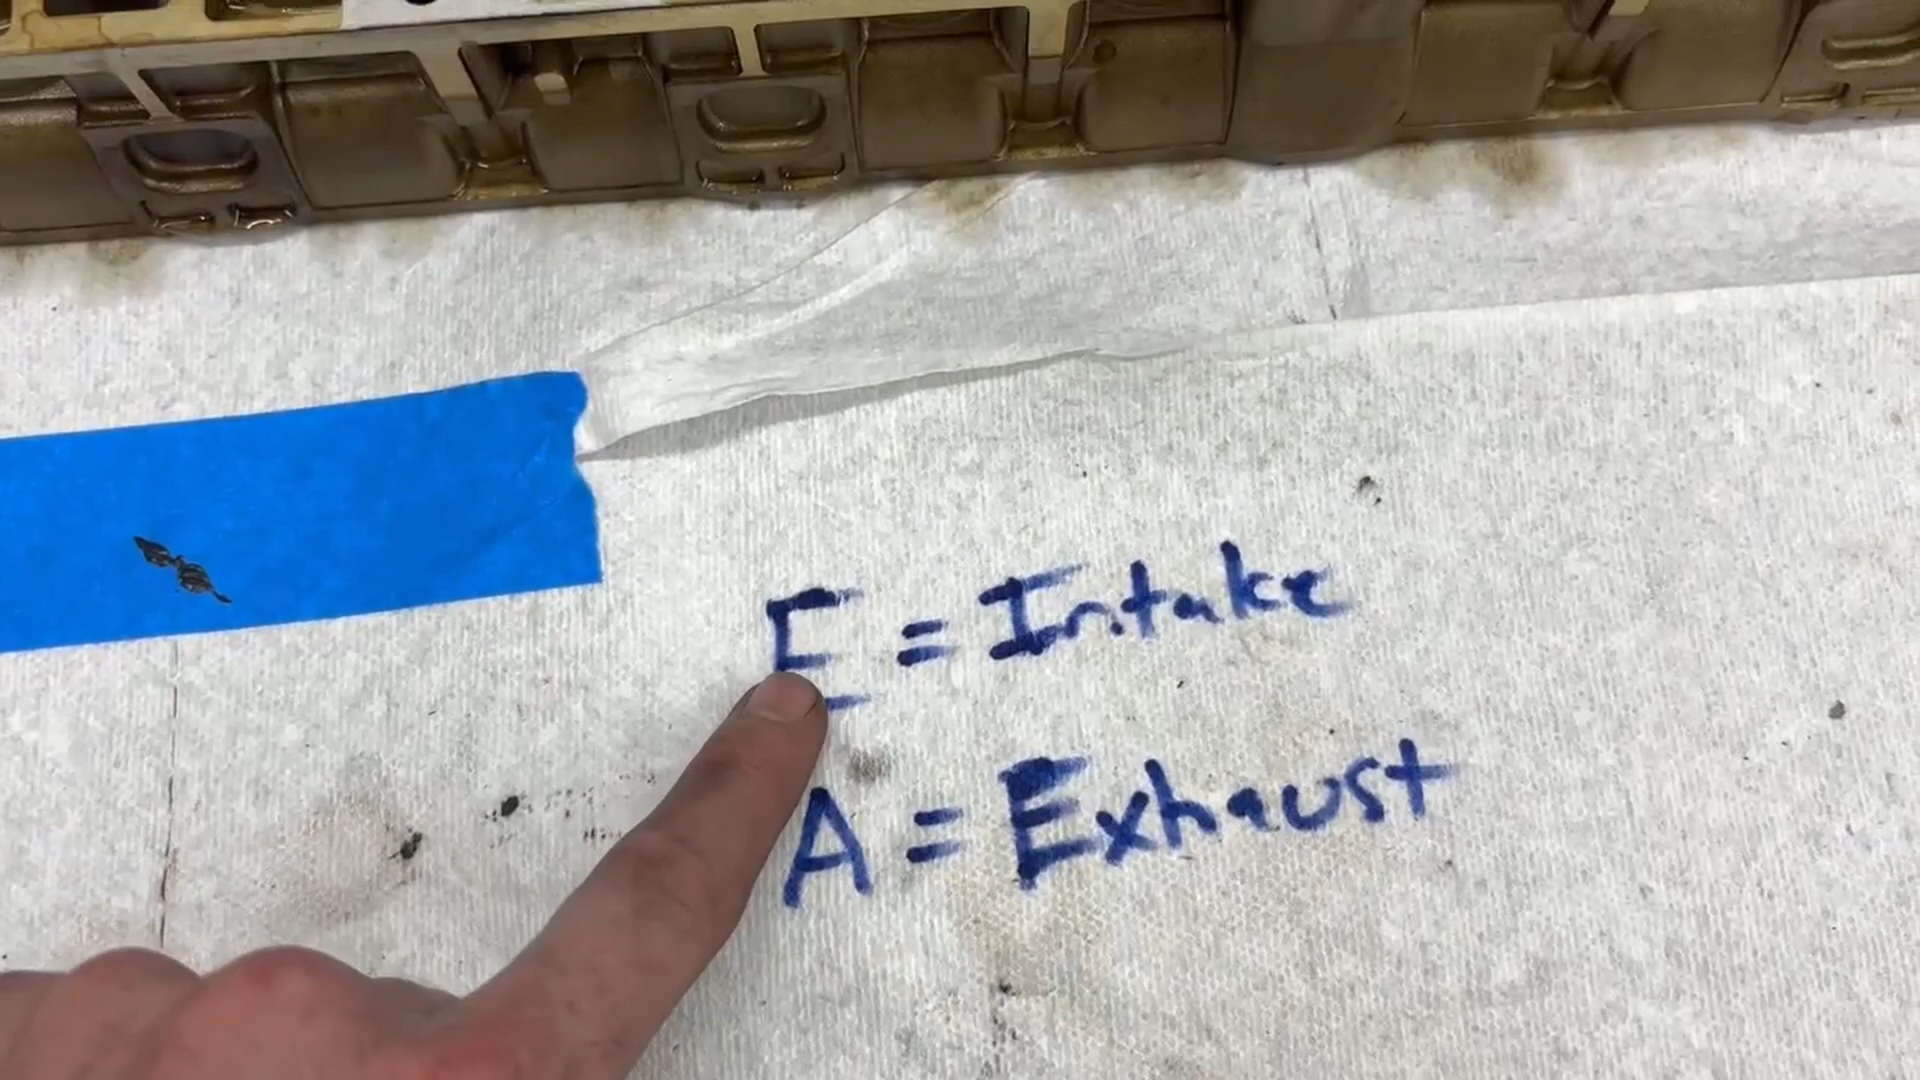 E = Intake
A = Exhaust